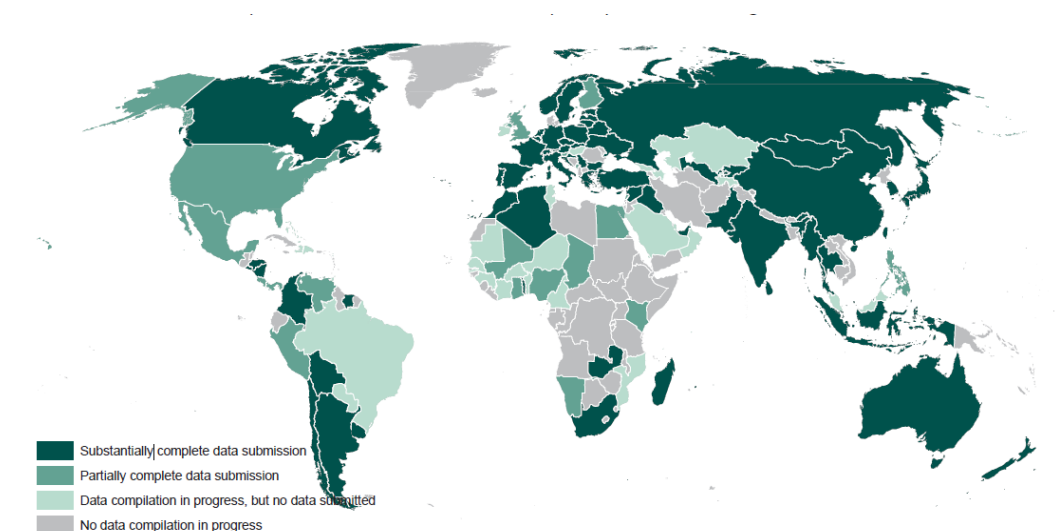 Substantially complete data submission
Partially complete data submission
Data compilation in progress, but no data submitted
No data compilation in progress